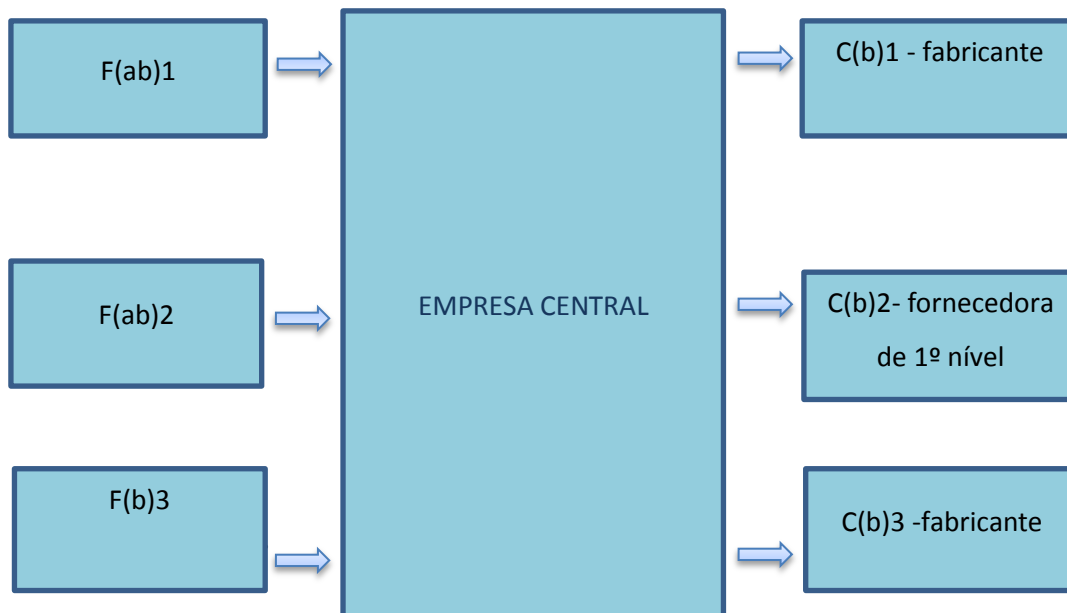 F(ab)1
C(b)1 - fabricante
F(ab)2
EMPRESA CENTRAL
C(b)2- fornecedora
de 1º nível
F(b)3
C(b)3 -fabricante